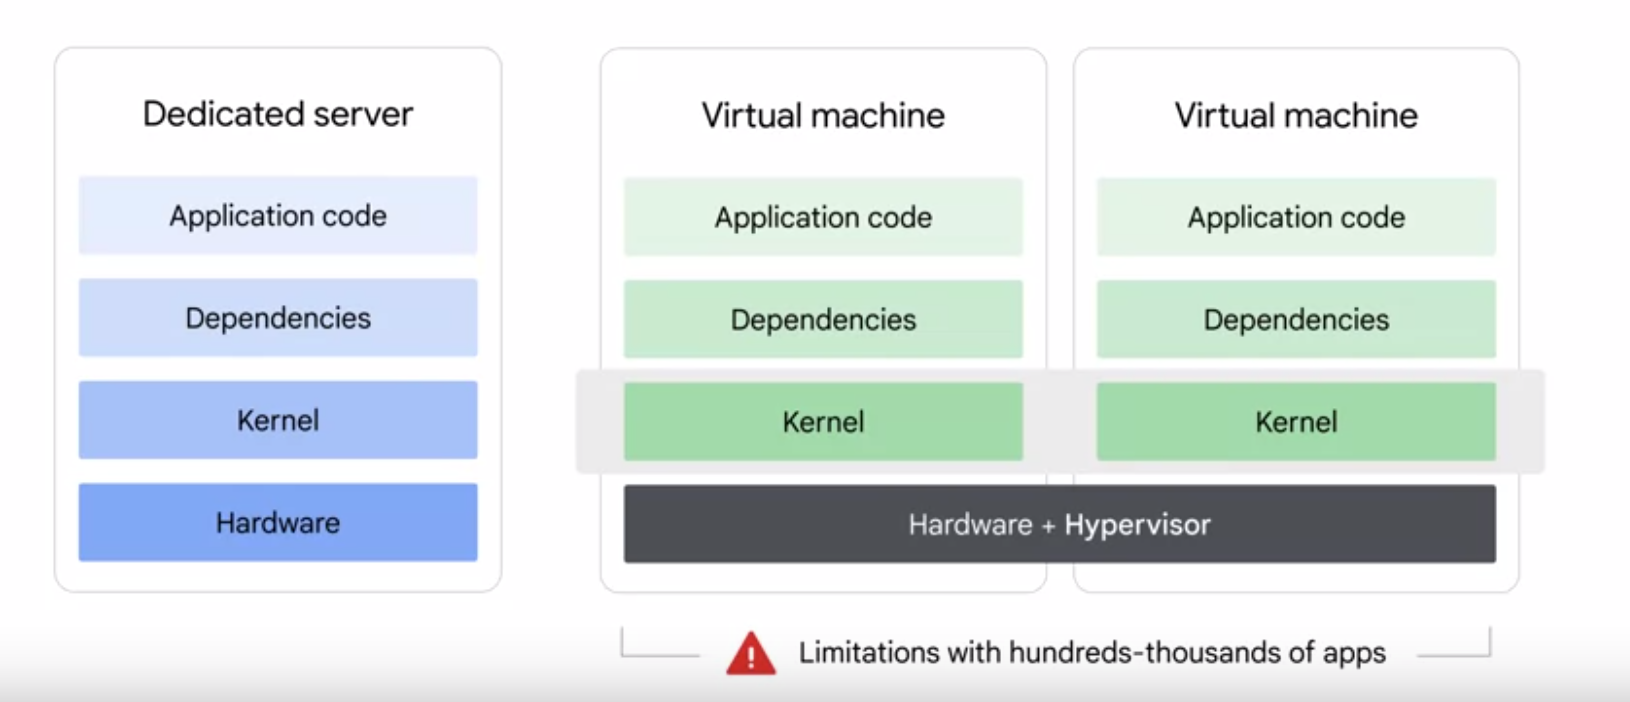 Dedicated server
Application code
Dependencies
Kernel
Hardware
Virtual machine
Application code
Dependencies
Kernel
Virtual machine
Application code
Dependencies
Kernel
Hardware + Hypervisor
Limitations with hundreds-thousands of apps